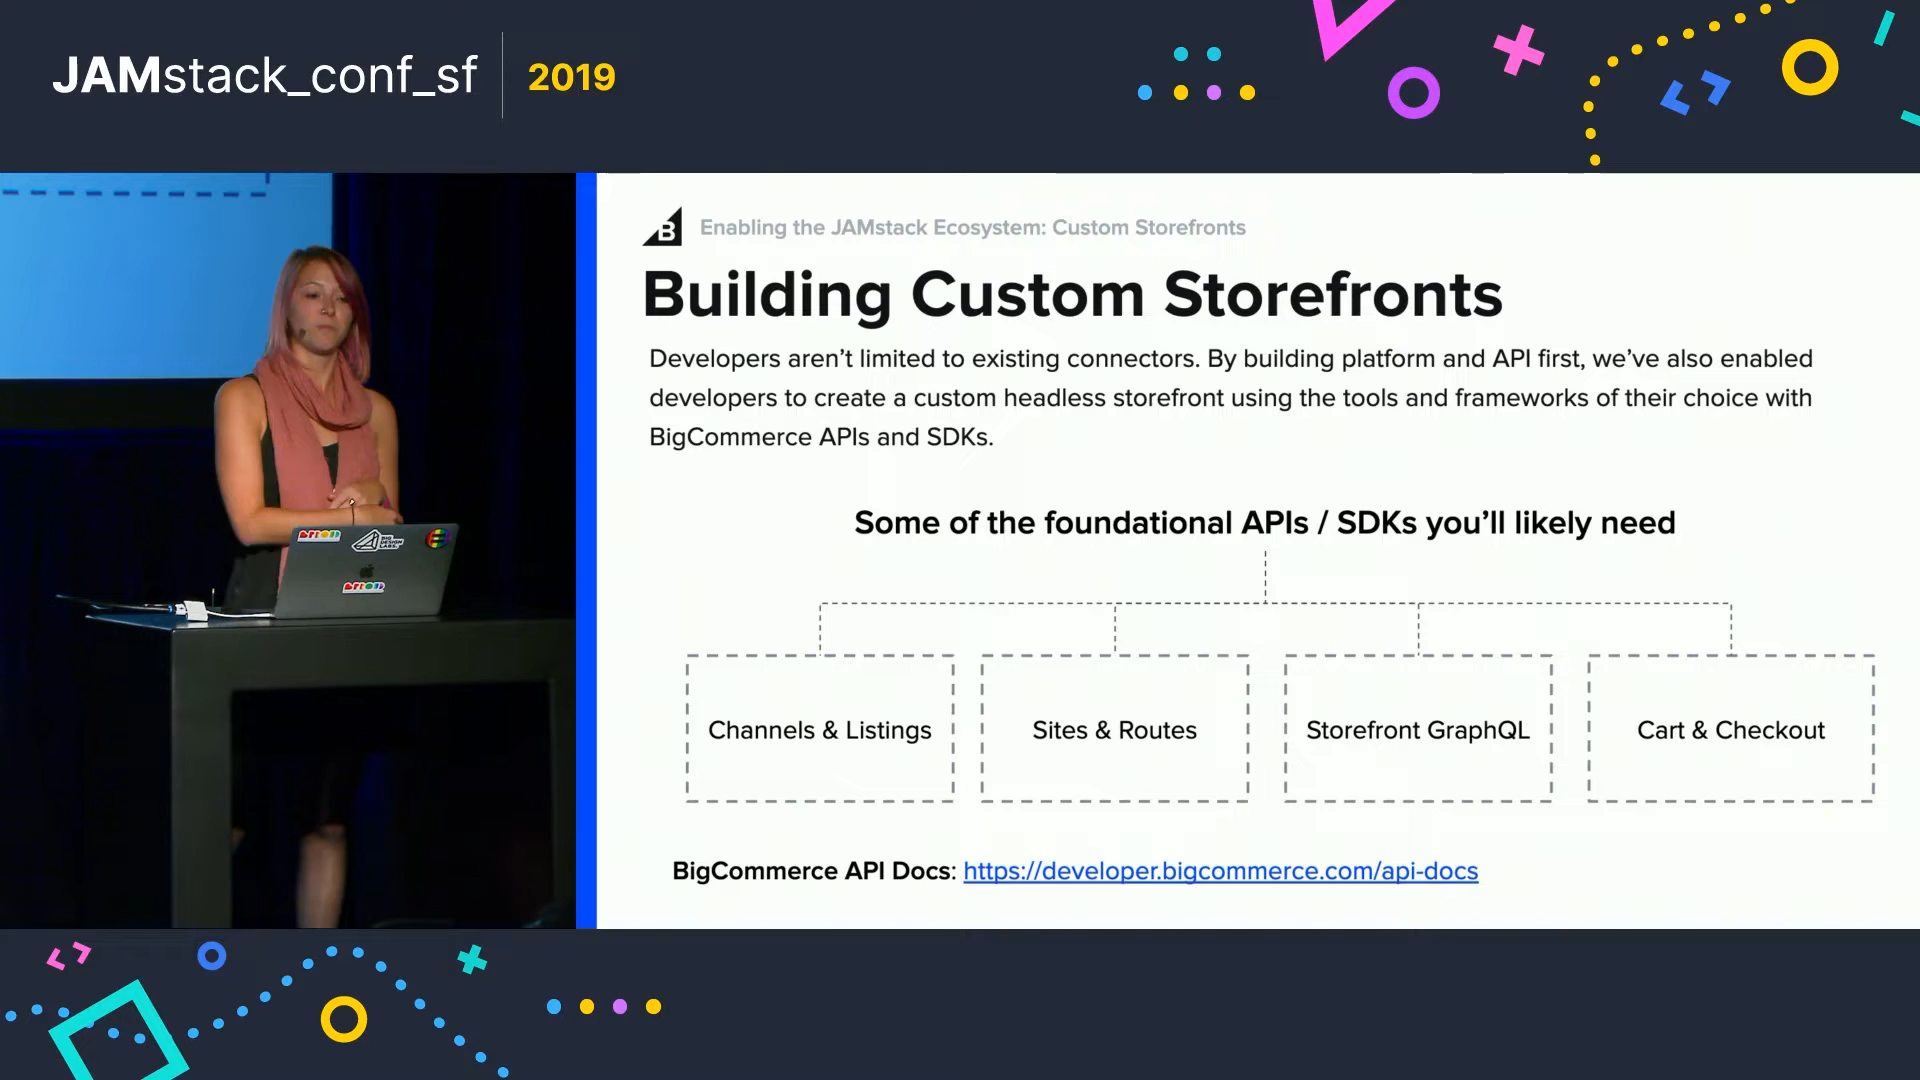 JAMstack_conf_sf
2019
B
Enabling the JAMstack Ecosystem: Custom Storefronts
Building Custom Storefronts
Developers aren’t limited to existing connectors. By building platform and API first, we’ve also enabled
developers to create a custom headless storefront using the tools and frameworks of their choice with
BigCommerce APIs and SDKs.
Some of the foundational APIs / SDKs you’ll likely need
Channels & Listings
Sites & Routes
Storefront GraphQL
Cart & Checkout
BigCommerce API Docs: https://developer.bigcommerce.com/api-docs
BIG
DESIGN
LABS